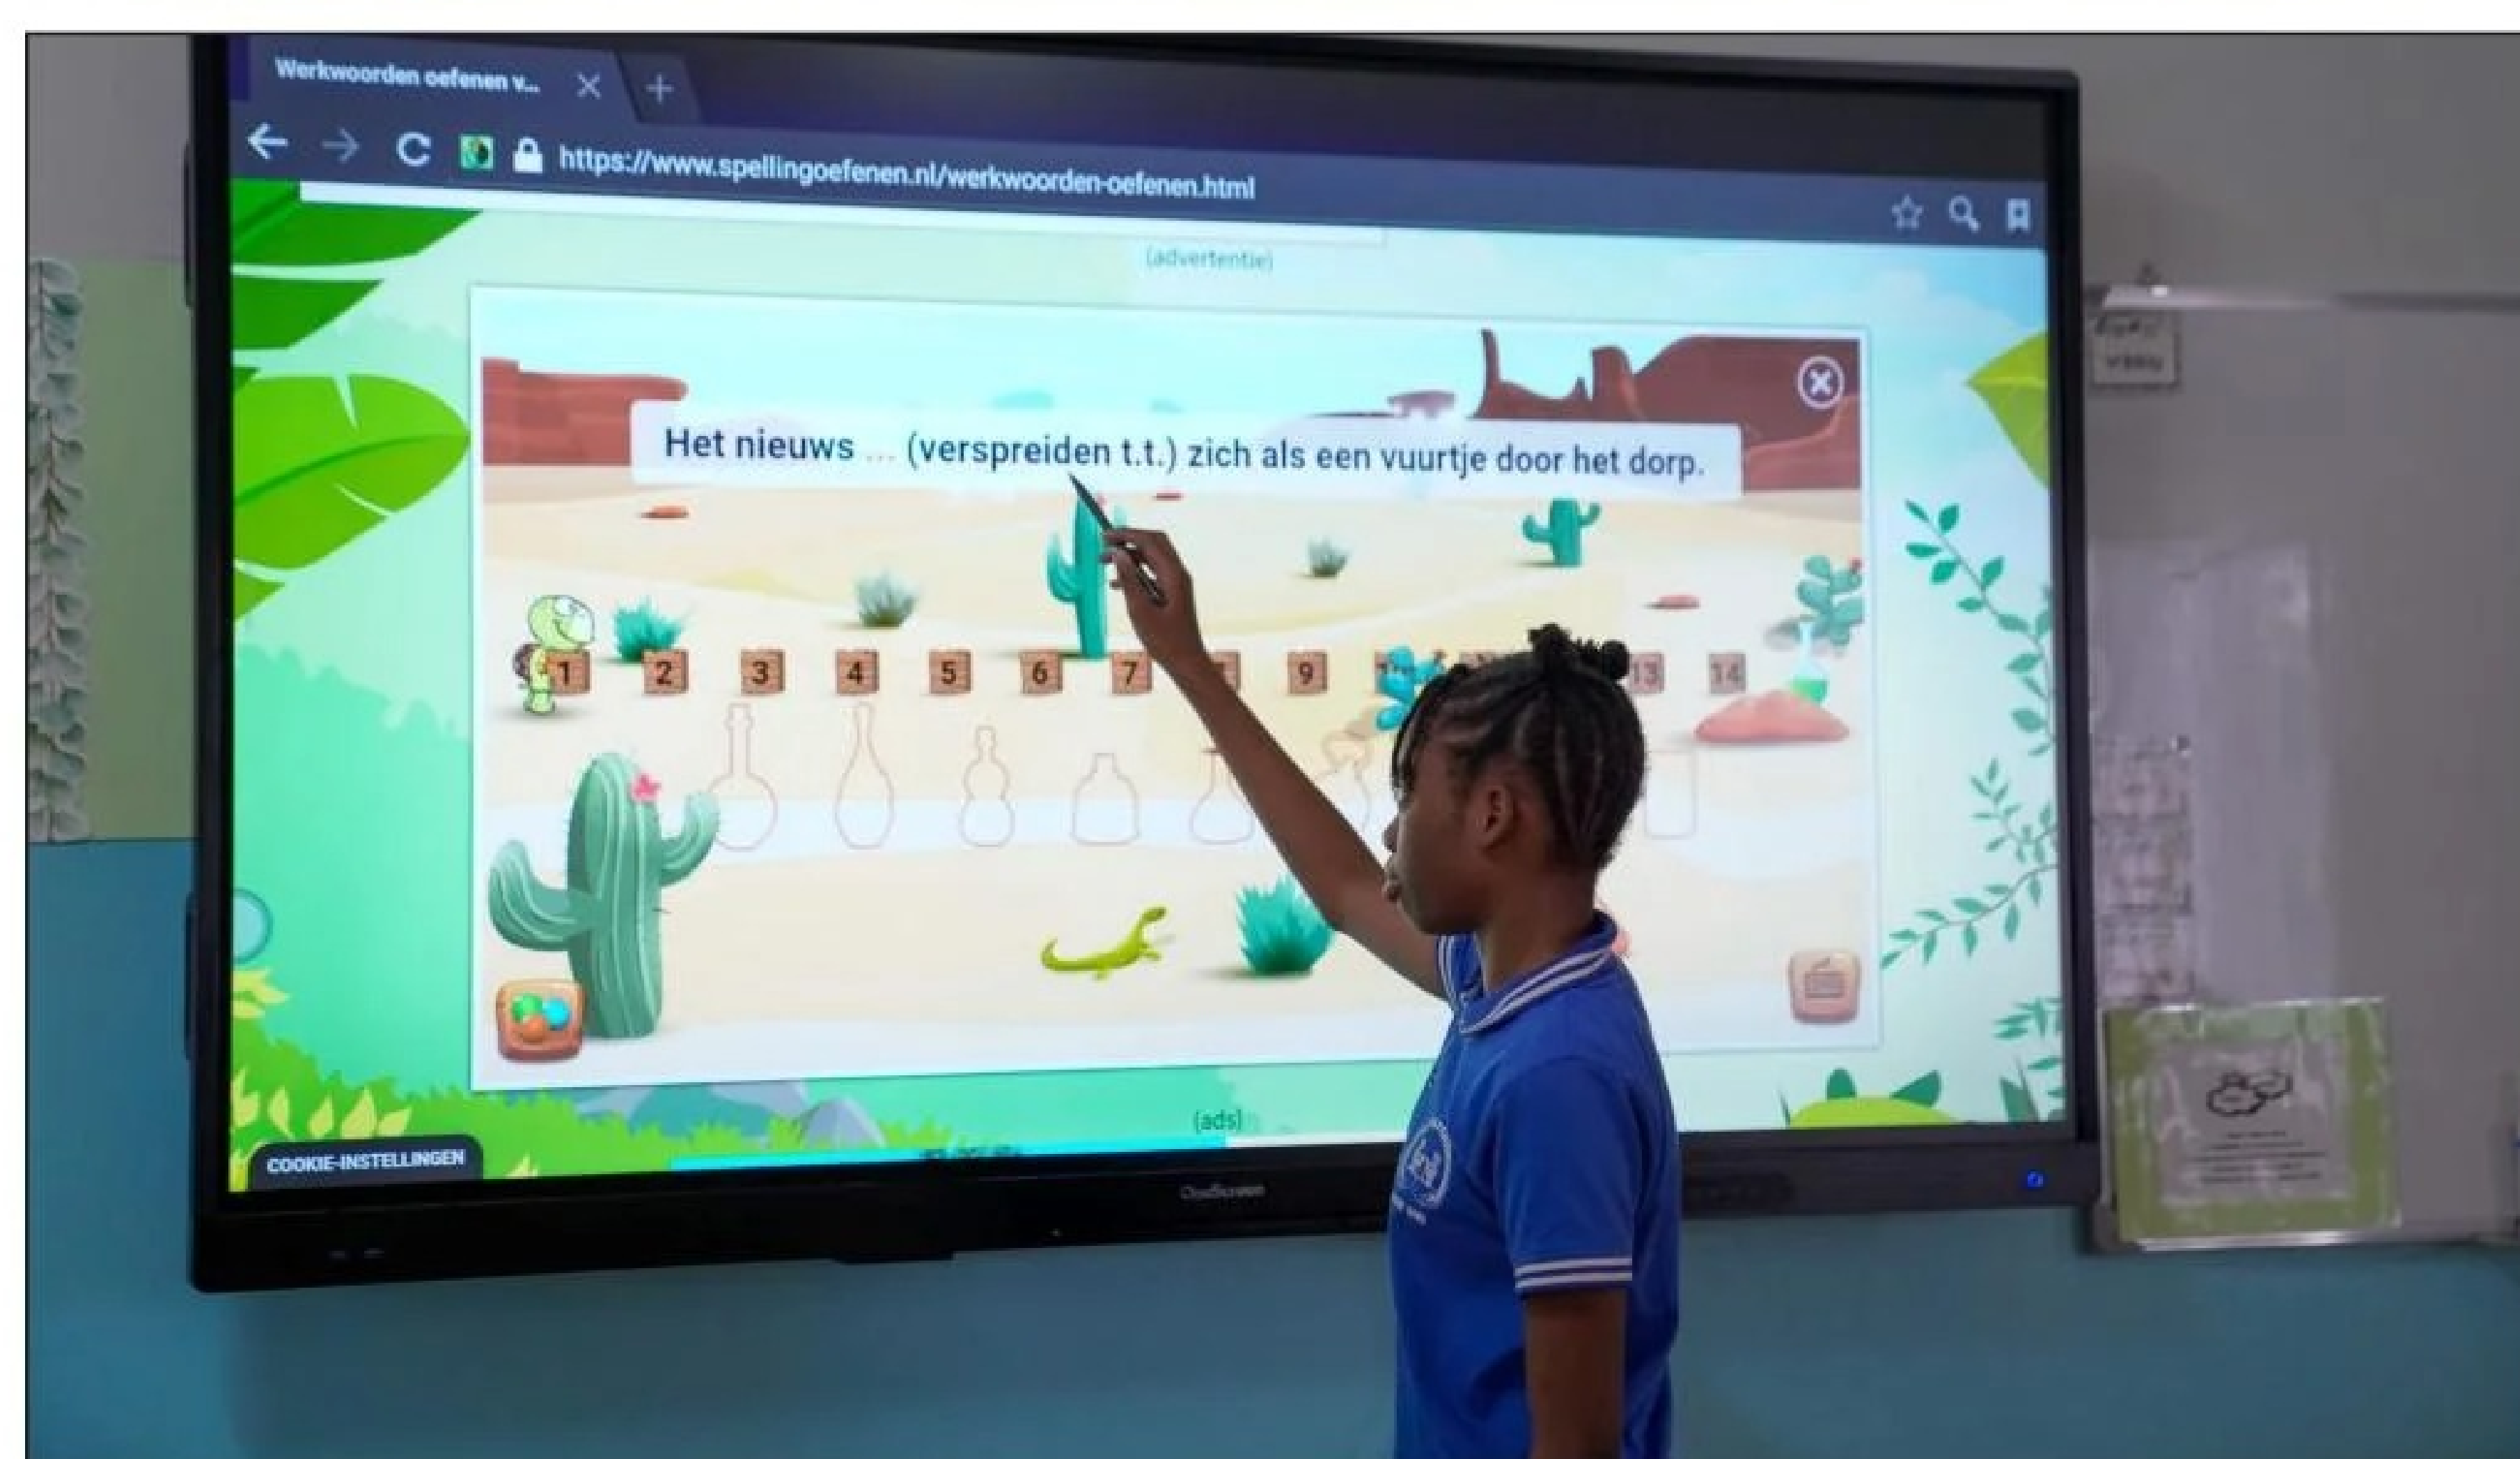 Werkwoorden oefenen v...
https://www.spellingoefenen.nl/werkwoorden-oefenen.html
(advertentie)
Het nieuws ... (verspreiden t.t.) zich als een vuurtje door het dorp.
1 2 3 4 5 6 7 9 13 14
(ads)
COOKIE-INSTELLINGEN